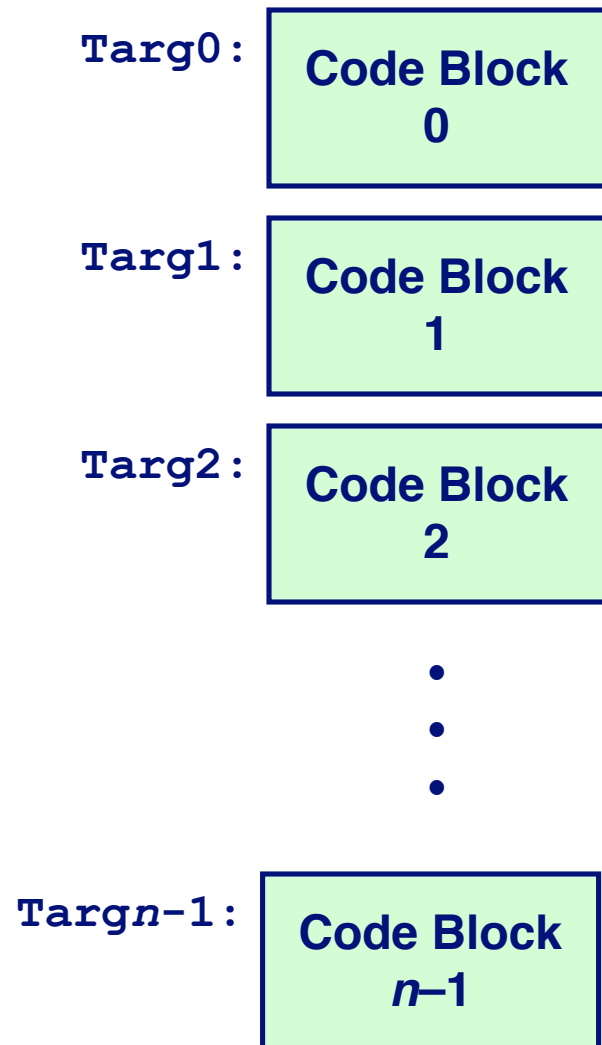 Targ0:
Code Block
0
Targ1:
Code Block
1
Targ2:
Code Block
2
•
•
•
Targn-1:
Code Block
n–1